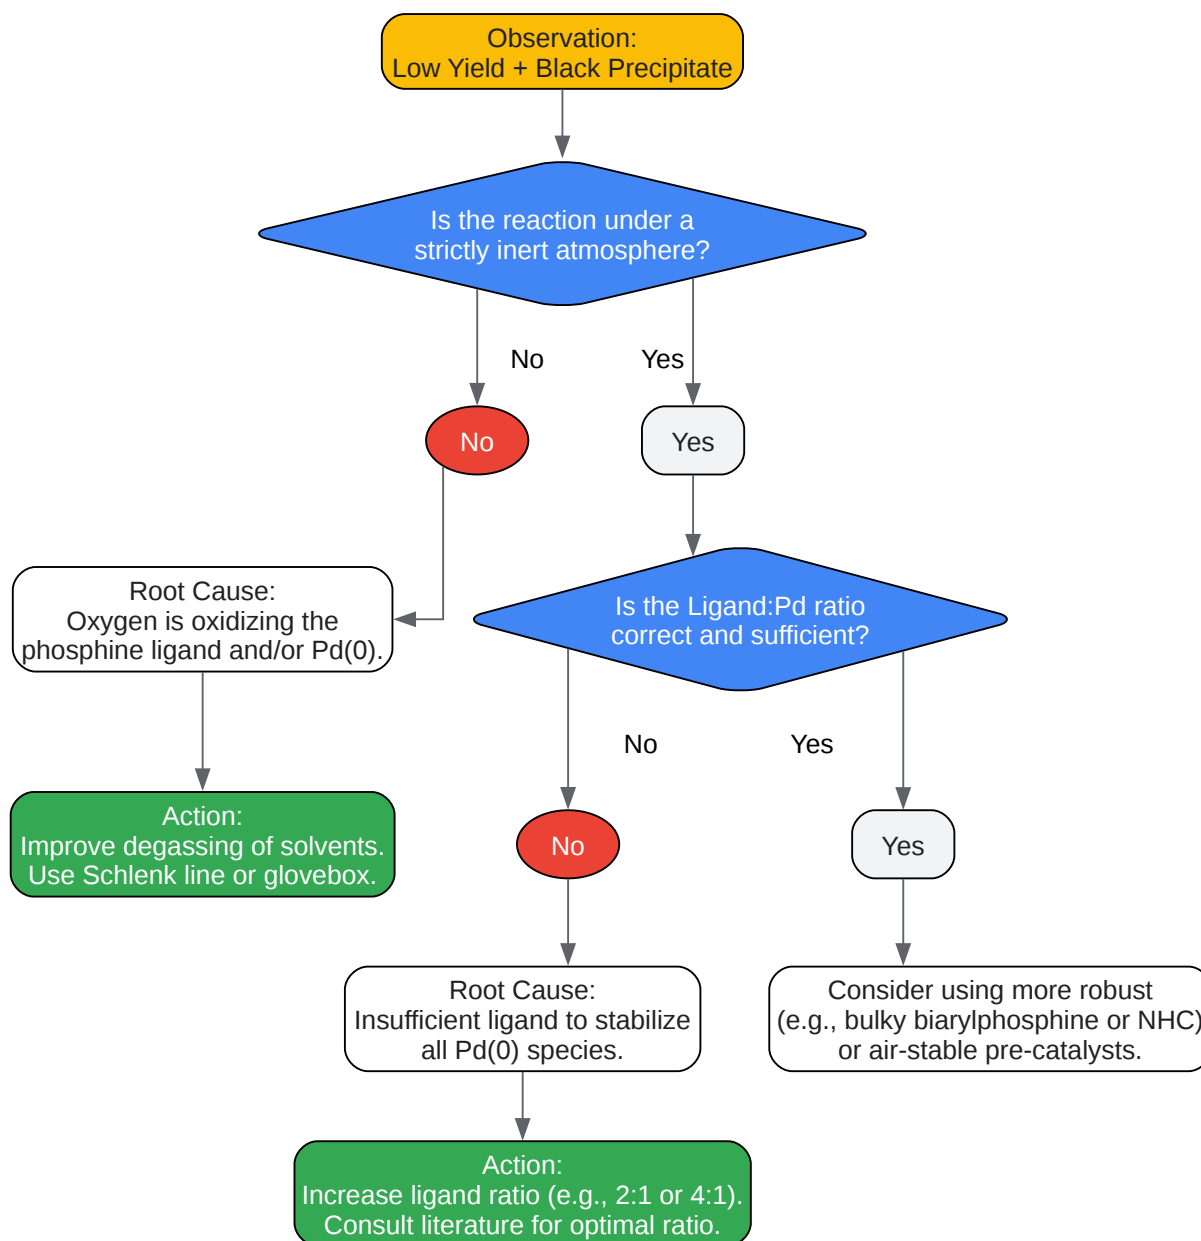 Observation:
Low Yield + Black Precipitate
Is the reaction under a
strictly inert atmosphere?
No
Yes
No
Yes
Root Cause:
Oxygen is oxidizing the
phosphine ligand and/or Pd(0).
Is the Ligand:Pd ratio
correct and sufficient?
Action:
Improve degassing of solvents.
Use Schlenk line or glovebox.
No
Yes
No
Yes
Root Cause:
Insufficient ligand to stabilize
all Pd(0) species.
Consider using more robust
(e.g., bulky biarylphosphine or NHC)
or air-stable pre-catalysts.
Action:
Increase ligand ratio (e.g., 2:1 or 4:1).
Consult literature for optimal ratio.